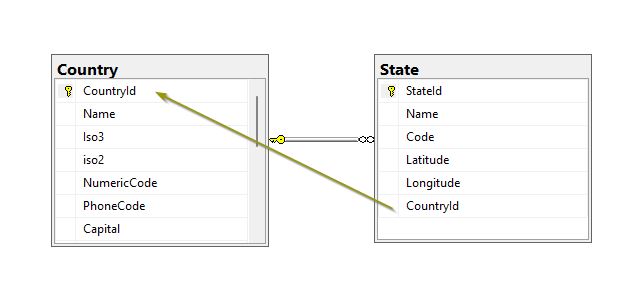 Country
CountryId
Name
Iso3
iso2
NumericCode
PhoneCode
Capital
State
StateId
Name
Code
Latitude
Longitude
CountryId